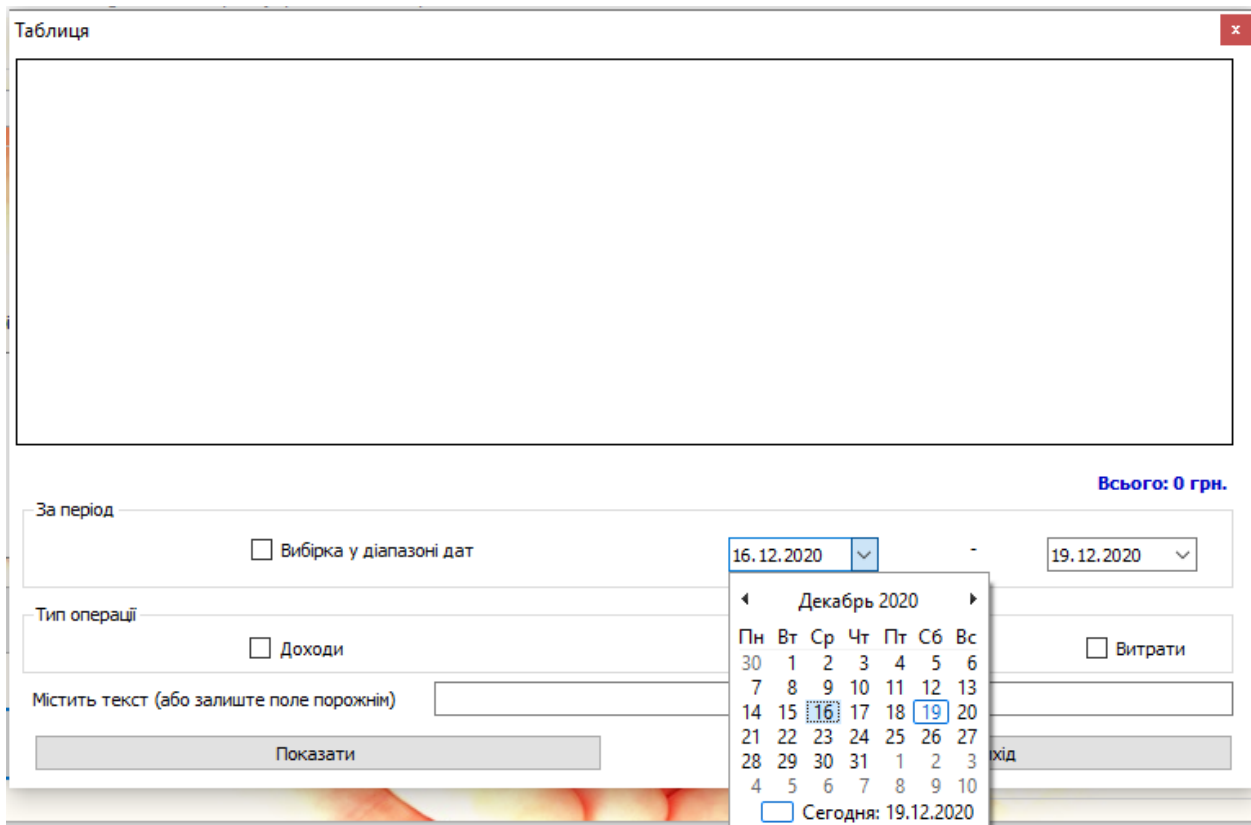 Таблиця
x
Всього: 0 грн.
За період
Вибірка у діапазоні дат 16.12.2020 - 19.12.2020
Декабрь 2020
Тип операції
Пн Вт Ср Чт Пт Сб Вс
Доходи Витрати
30 1 2 3 4 5 6
7 8 9 10 11 12 13
Містить текст (або залиште поле порожнім)
14 15 16 17 18 19 20
21 22 23 24 25 26 27
Показати
28 29 30 31 1 2 3
4 5 6 7 8 9 10
Сегодня: 19.12.2020